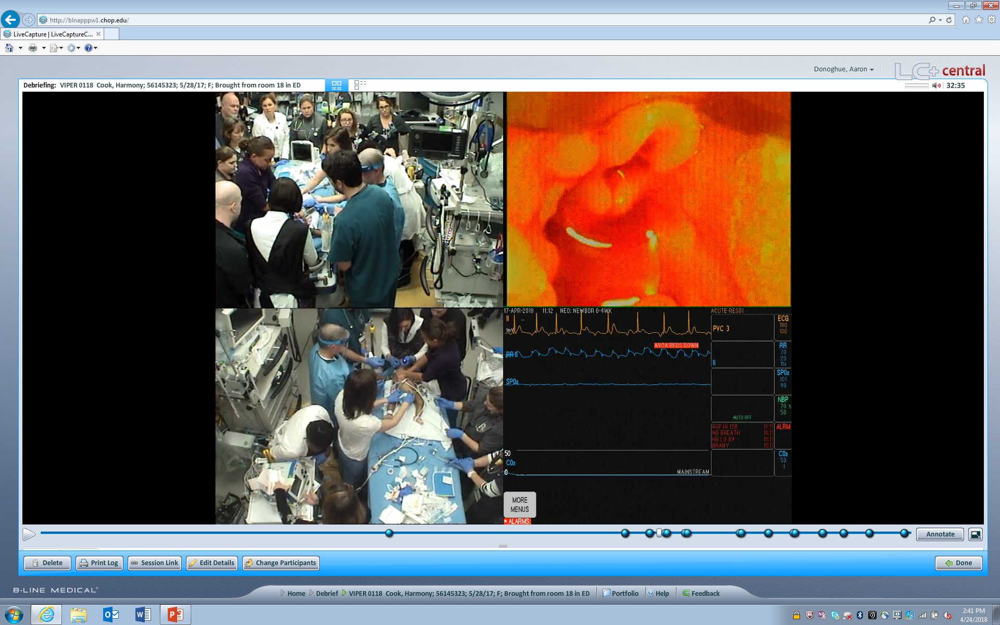 http://blnapppw1.chop.edu/
LiveCapture | LiveCaptureC...
Donoghue, Aaron
LC+ central
Debriefing: VIPER 0118 Cook, Harmony; 56145323; 5/28/17; F; Brought from room 18 in ED
32:35
17-APR-2018 11:12 NEO: NEWBOR 0-4WK ACUTE-RES01
II
1mV
PVC 3
ECG
180
100
AVOA BEDS DOWN
RR II
II
RR
70
20
15s
SPO₂
SPO₂
101
90
NBP
70 s
50
AUTO OFF
RSP HI 128 11:11
NO BREATH 11:11
HR LO 89 11:11
BRADY 11:11
ALRM
50
CO₂
0
MAINSTREAM
CO₂
50
-1
MORE
MENUS
* ALARMS:
Annotate
Delete
Print Log
Session Link
Edit Details
Change Participants
Done
B-LINE MEDICAL®
Home Debrief VIPER 0118 Cook, Harmony; 56145323; 5/28/17; F; Brought from room 18 in ED Portfolio Help Feedback
2:41 PM
4/24/2018